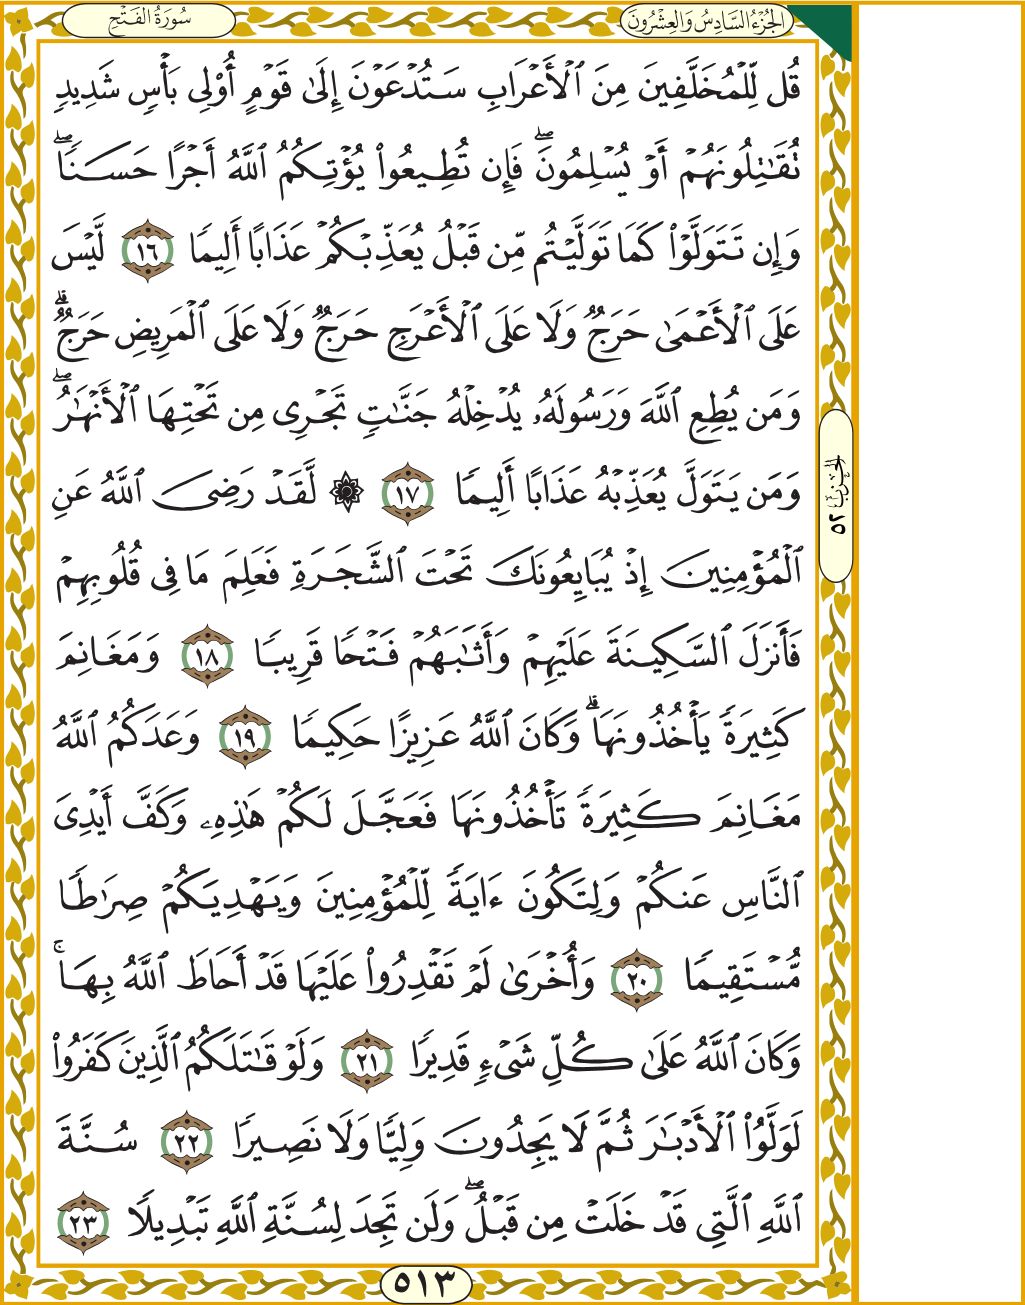 الجُزْءُ السَّادِسُ وَالعِشْرُونَ
سُورَةُ الفَتْحِ
قُل لِّلْمُخَلَّفِينَ مِنَ ٱلْأَعْرَابِ سَتُدْعَوْنَ إِلَىٰ قَوْمٍ أُو۟لِى بَأْسٍ شَدِيدٍ
تُقَـٰتِلُونَهُمْ أَوْ يُسْلِمُونَ ۖ فَإِن تُطِيعُوا۟ يُؤْتِكُمُ ٱللَّهُ أَجْرًا حَسَنًا ۖ
وَإِن تَتَوَلَّوْا۟ كَمَا تَوَلَّيْتُم مِّن قَبْلُ يُعَذِّبْكُمْ عَذَابًا أَلِيمًا ١٦ لَّيْسَ
عَلَى ٱلْأَعْمَىٰ حَرَجٌ وَلَا عَلَى ٱلْأَعْرَجِ حَرَجٌ وَلَا عَلَى ٱلْمَرِيضِ حَرَجٌ ۗ
وَمَن يُطِعِ ٱللَّهَ وَرَسُولَهُۥ يُدْخِلْهُ جَنَّـٰتٍ تَجْرِى مِن تَحْتِهَا ٱلْأَنْهَـٰرُ ۖ
وَمَن يَتَوَلَّ يُعَذِّبْهُ عَذَابًا أَلِيمًا ١٧ ۞ لَّقَدْ رَضِىَ ٱللَّهُ عَنِ
ٱلْمُؤْمِنِينَ إِذْ يُبَايِعُونَكَ تَحْتَ ٱلشَّجَرَةِ فَعَلِمَ مَا فِى قُلُوبِهِمْ
فَأَنزَلَ ٱلسَّكِينَةَ عَلَيْهِمْ وَأَثَـٰبَهُمْ فَتْحًا قَرِيبًا ١٨ وَمَغَانِمَ
كَثِيرَةً يَأْخُذُونَهَا ۗ وَكَانَ ٱللَّهُ عَزِيزًا حَكِيمًا ١٩ وَعَدَكُمُ ٱللَّهُ
مَغَانِمَ كَثِيرَةً تَأْخُذُونَهَا فَعَجَّلَ لَكُمْ هَـٰذِهِۦ وَكَفَّ أَيْدِىَ
ٱلنَّاسِ عَنكُمْ وَلِتَكُونَ ءَايَةً لِّلْمُؤْمِنِينَ وَيَهْدِيَكُمْ صِرَٰطًا
مُّسْتَقِيمًا ٢٠ وَأُخْرَىٰ لَمْ تَقْدِرُوا۟ عَلَيْهَا قَدْ أَحَاطَ ٱللَّهُ بِهَا ۚ
وَكَانَ ٱللَّهُ عَلَىٰ كُلِّ شَىْءٍ قَدِيرًا ٢١ وَلَوْ قَـٰتَلَكُمُ ٱلَّذِينَ كَفَرُوا۟
لَوَلَّوُا۟ ٱلْأَدْبَـٰرَ ثُمَّ لَا يَجِدُونَ وَلِيًّا وَلَا نَصِيرًا ٢٢ سُنَّةَ
ٱللَّهِ ٱلَّتِى قَدْ خَلَتْ مِن قَبْلُ ۖ وَلَن تَجِدَ لِسُنَّةِ ٱللَّهِ تَبْدِيلًا ٢٣
الحِزْبُ ٥٢
٥١٣